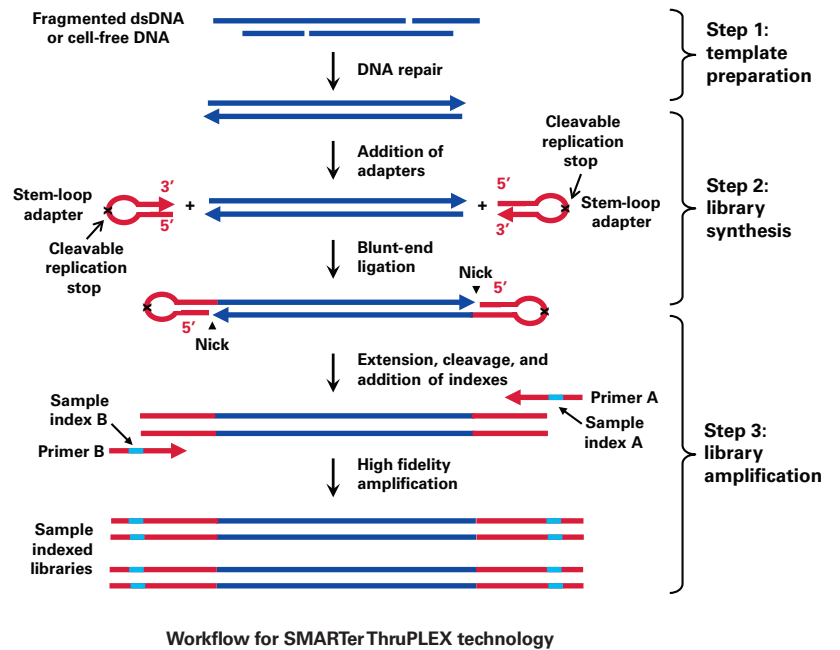 Fragmented dsDNA
or cell-free DNA
Step 1:
template
preparation
DNA repair
Addition of
adapters
Cleavable
replication
stop
Stem-loop
adapter
3′
5′
+
+
5′
3′
Stem-loop
adapter
Cleavable
replication
stop
Step 2:
library
synthesis
Blunt-end
ligation
Nick
5′
5′
Nick
Extension, cleavage, and
addition of indexes
Sample
index B
Primer A
Sample
index A
Primer B
Step 3:
library
amplification
High fidelity
amplification
Sample
indexed
libraries
Workflow for SMARTer ThruPLEX technology